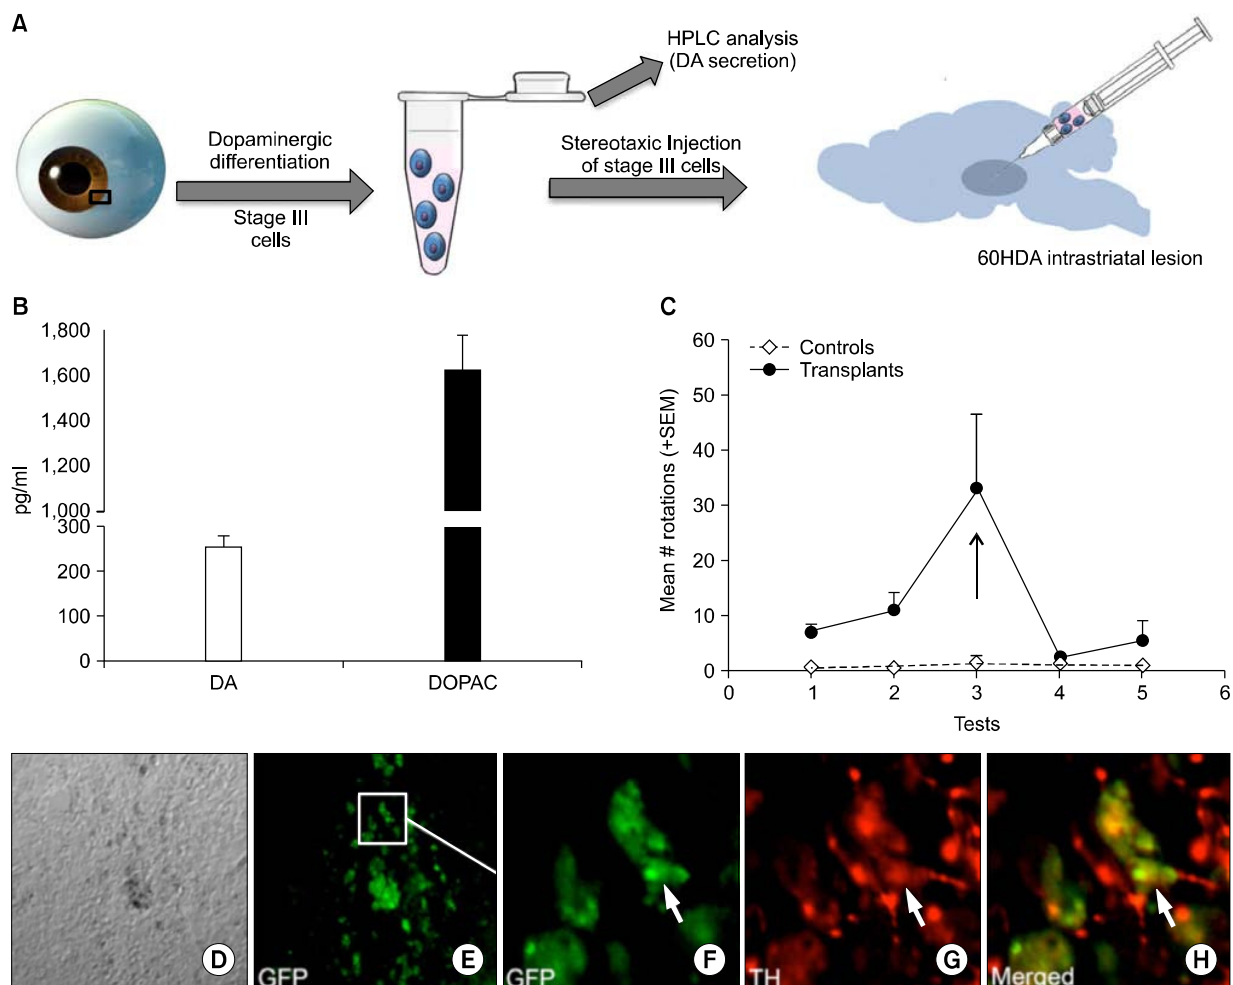 A
HPLC analysis
(DA secretion)
Dopaminergic
differentiation
Stage III
cells
Stereotaxic Injection
of stage III cells
60HDA intrastriatal lesion
B
pg/ml
1,800
1,600
1,400
1,200
1,000
300
200
100
0
DA
DOPAC
C
Mean # rotations (+SEM)
60
50
40
30
20
10
0
Controls
Transplants
0 1 2 3 4 5 6
Tests
D
GFP
E
GFP
F
TH
G
Merged
H